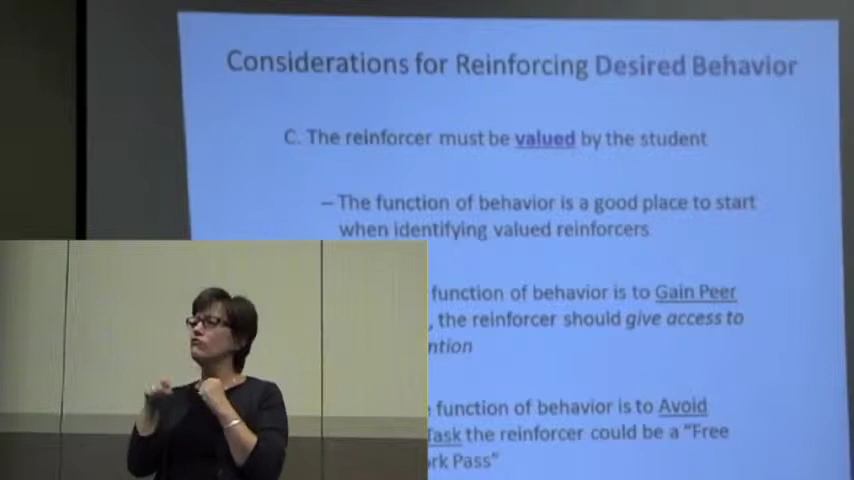 Considerations for Reinforcing Desired Behavior
C. The reinforcer must be valued by the student
– The function of behavior is a good place to start
when identifying valued reinforcers
function of behavior is to Gain Peer
, the reinforcer should give access to
function of behavior is to Avoid
Task the reinforcer could be a "Free
Pass"